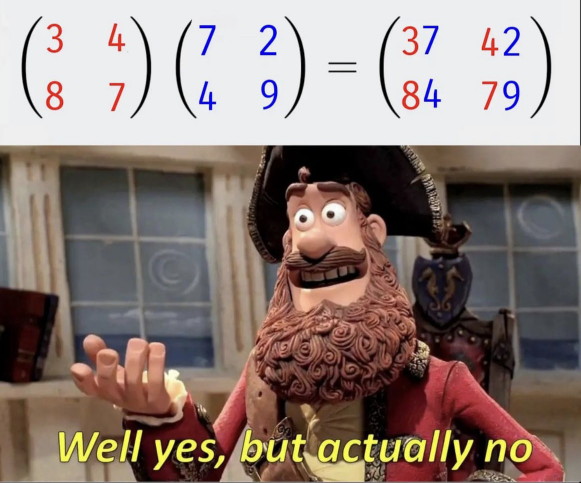 (3 4) (7 2) = (37 42)
(8 7) (4 9) (84 79)
Well yes, but actually no